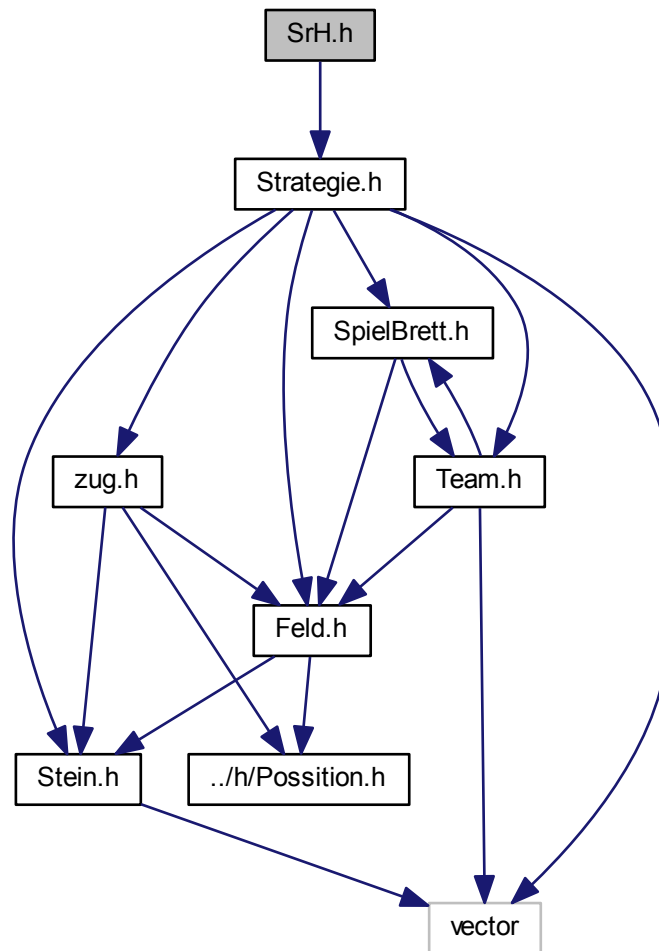 SrH.h
Strategie.h
SpielBrett.h
zug.h
Team.h
Feld.h
Stein.h
../h/Possition.h
vector